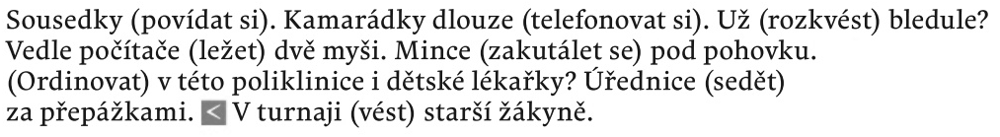 Sousedky (povídat si). Kamarádky dlouze (telefonovat si). Už (rozkvést) bledule?
Vedle počítače (ležet) dvě myši. Mince (zakutálet se) pod pohovku.
(Ordinovat) v této poliklinice i dětské lékařky? Úřednice (sedět)
za přepážkami. < V turnaji (vést) starší žákyně.